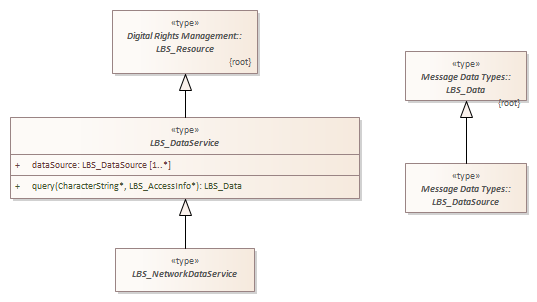 «type»
Digital Rights Management::
LBS_Resource
{root}
«type»
Message Data Types::
LBS_Data
{root}
«type»
LBS_DataService
+ dataSource: LBS_DataSource [1..*]
+ query(CharacterString*, LBS_AccessInfo*): LBS_Data
«type»
Message Data Types::
LBS_DataSource
«type»
LBS_NetworkDataService